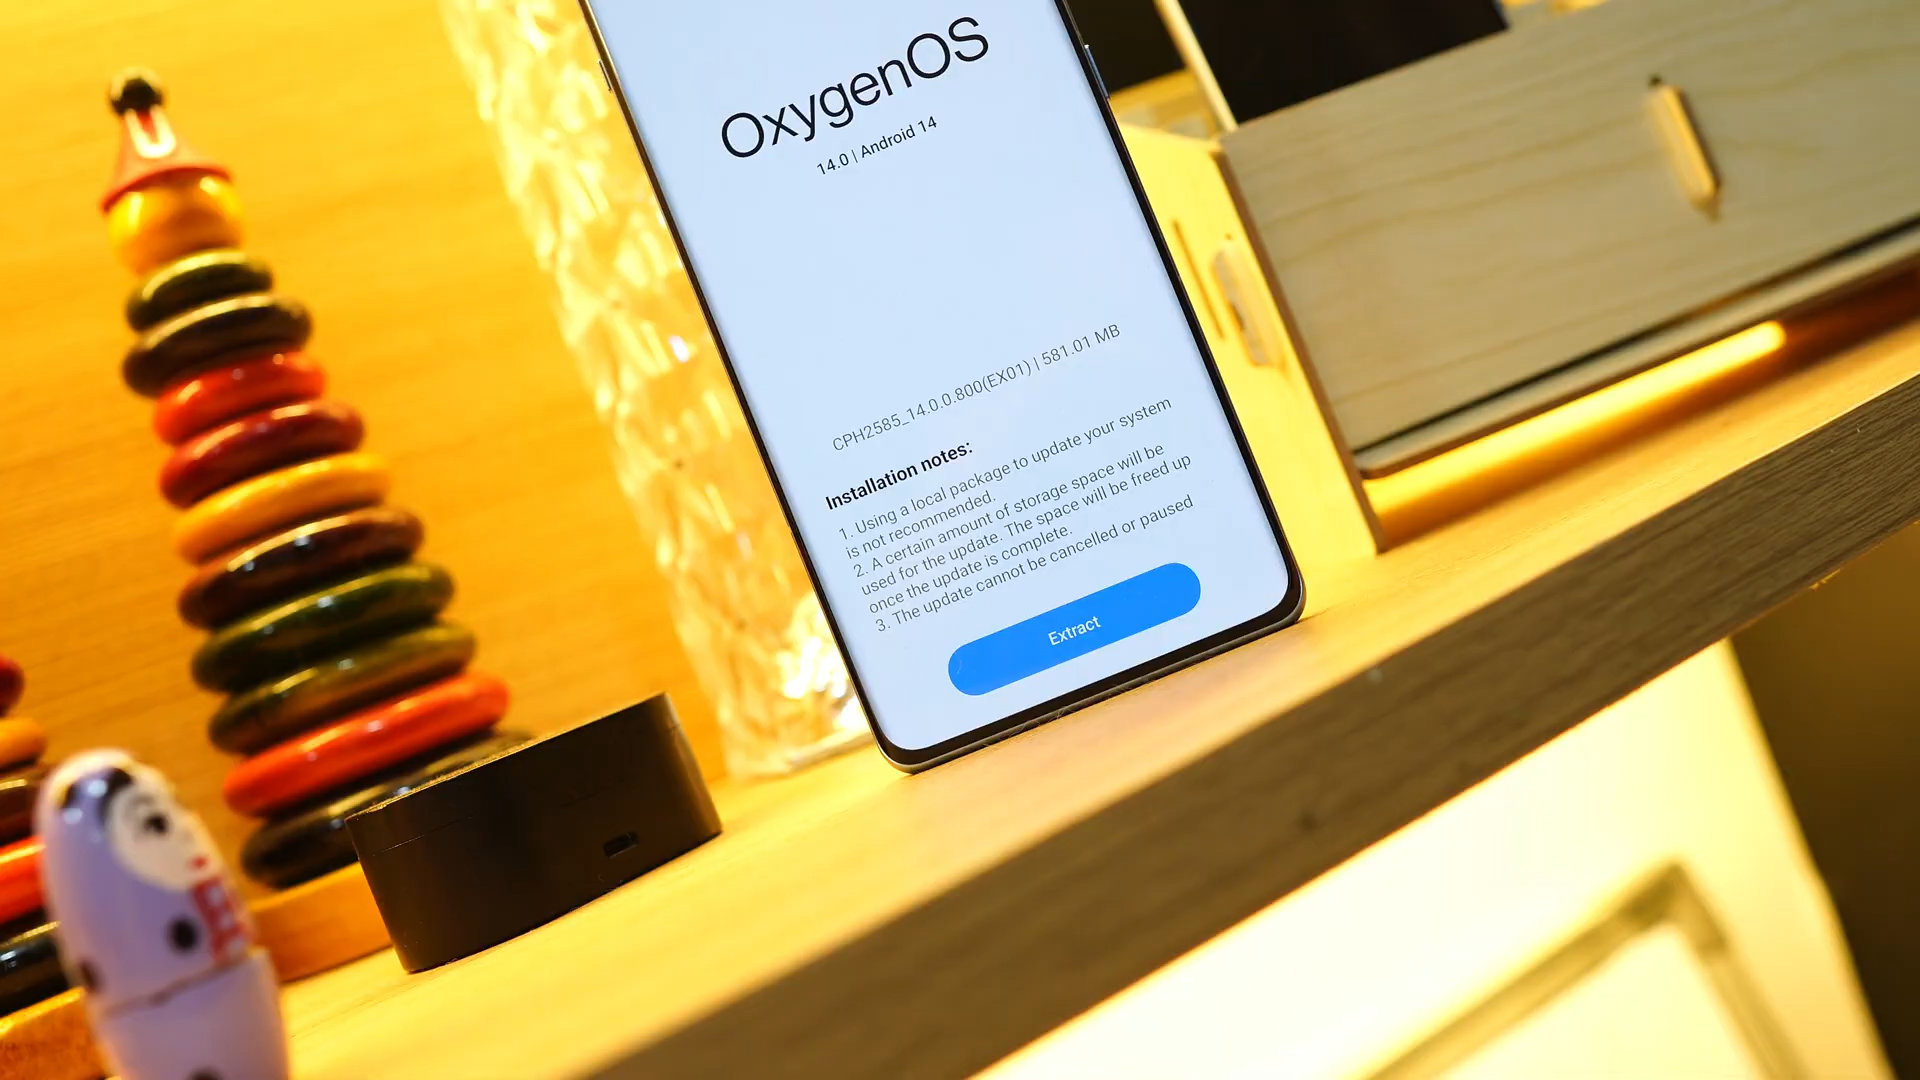 OxygenOS
14.0 | Android 14
CPH2585_14.0.0.800(EX01) | 581.01 MB
Installation notes:
1. Using a local package to update your system
is not recommended.
2. A certain amount of storage space will be
used for the update. The space will be freed up
once the update is complete.
3. The update cannot be cancelled or paused
Extract